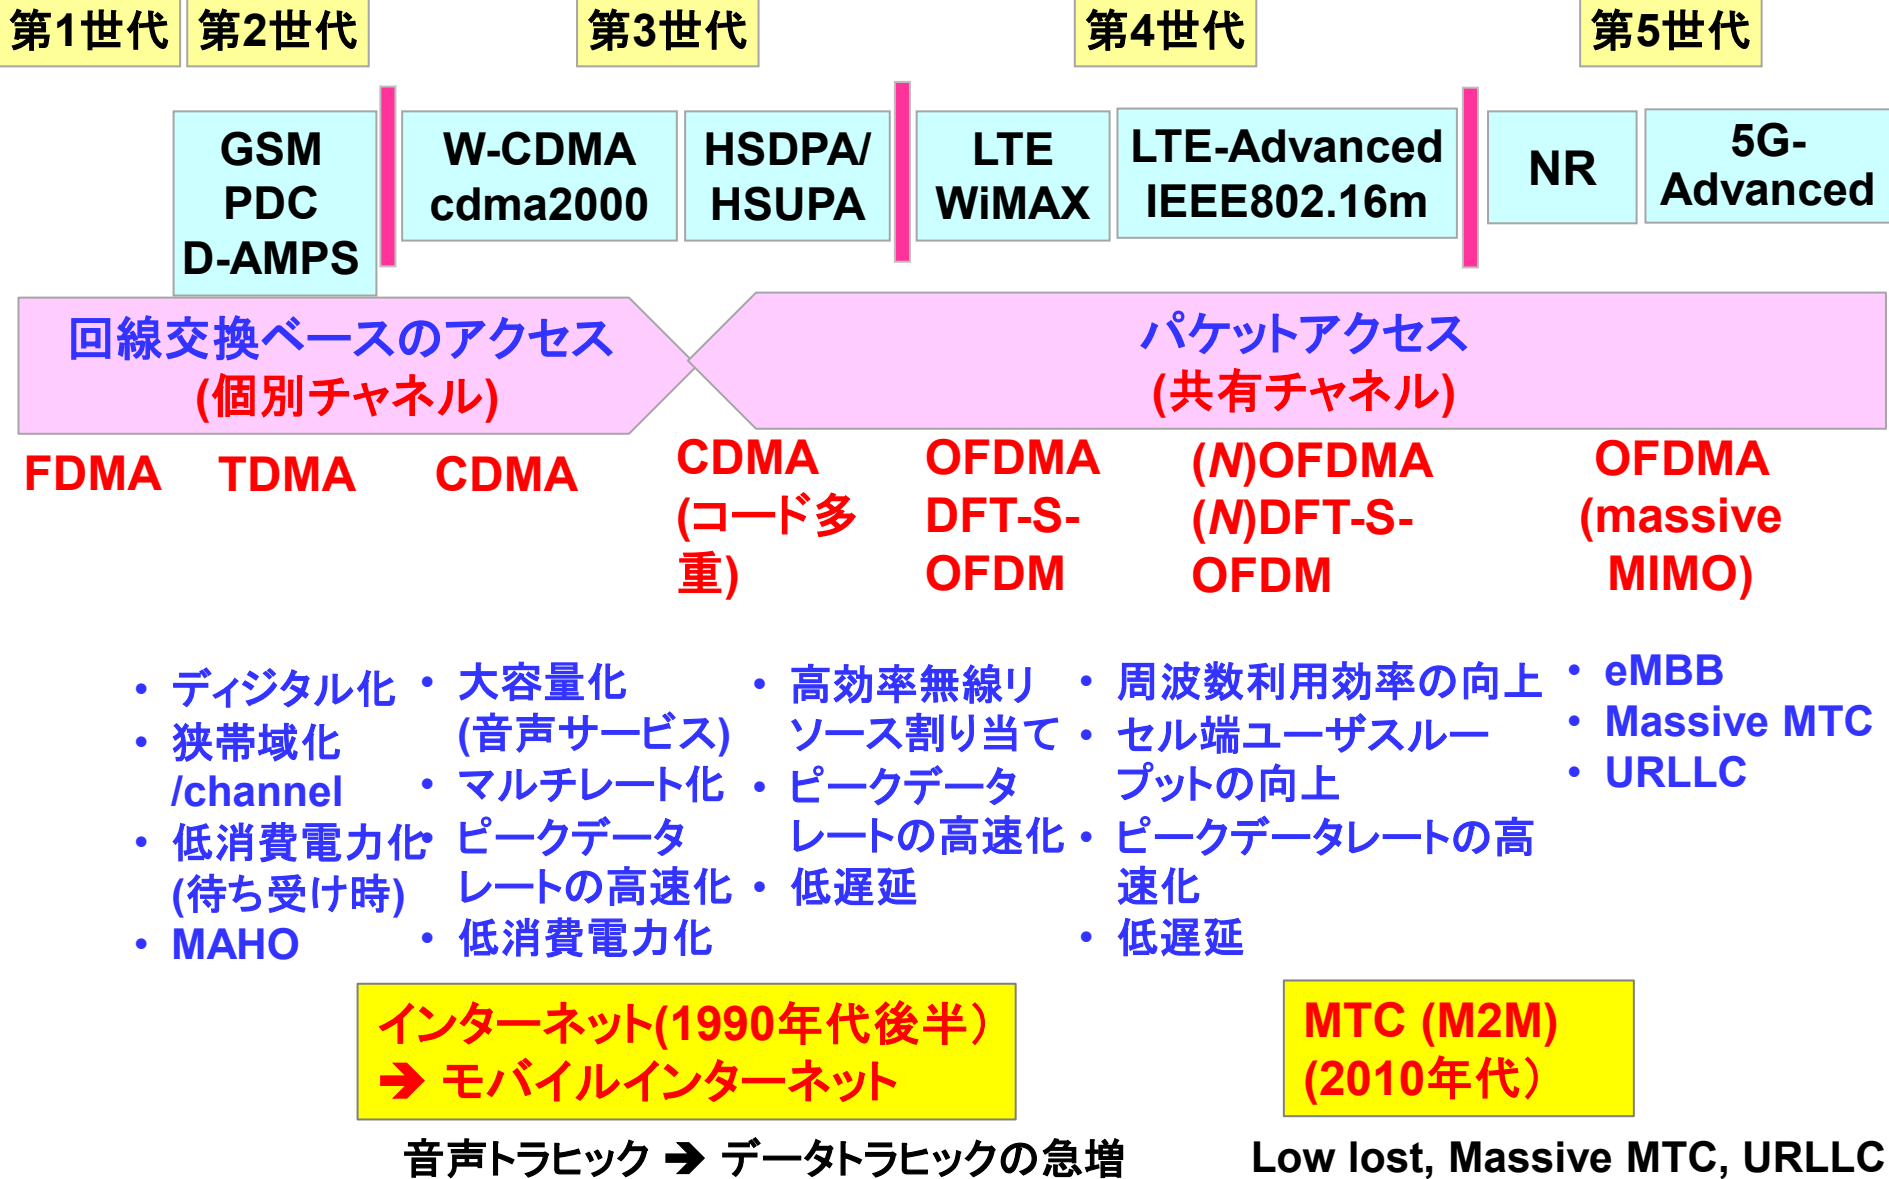 第1世代
第2世代
第3世代
第4世代
第5世代
GSM
PDC
D-AMPS
W-CDMA
cdma2000
HSDPA/
HSUPA
LTE
WiMAX
LTE-Advanced
IEEE802.16m
NR
5G-
Advanced
回線交換ベースのアクセス
(個別チャネル)
パケットアクセス
(共有チャネル)
FDMA
TDMA
CDMA
CDMA
(コード多
重)
OFDMA
DFT-S-
OFDM
(N)OFDMA
(N)DFT-S-
OFDM
OFDMA
(massive
MIMO)
• ディジタル化
• 狭帯域化
/channel
• 低消費電力化
(待ち受け時)
• MAHO
• 大容量化
(音声サービス)
• マルチレート化
• ピークデータ
レートの高速化
• 低消費電力化
• 高効率無線リ
ソース割り当て
• ピークデータ
レートの高速化
• 低遅延
• 周波数利用効率の向上
• セル端ユーザスルー
プットの向上
• ピークデータレートの高
速化
• 低遅延
• eMBB
• Massive MTC
• URLLC
インターネット(1990年代後半）
➔ モバイルインターネット
MTC (M2M)
(2010年代）
音声トラヒック ➔ データトラヒックの急増
Low lost, Massive MTC, URLLC